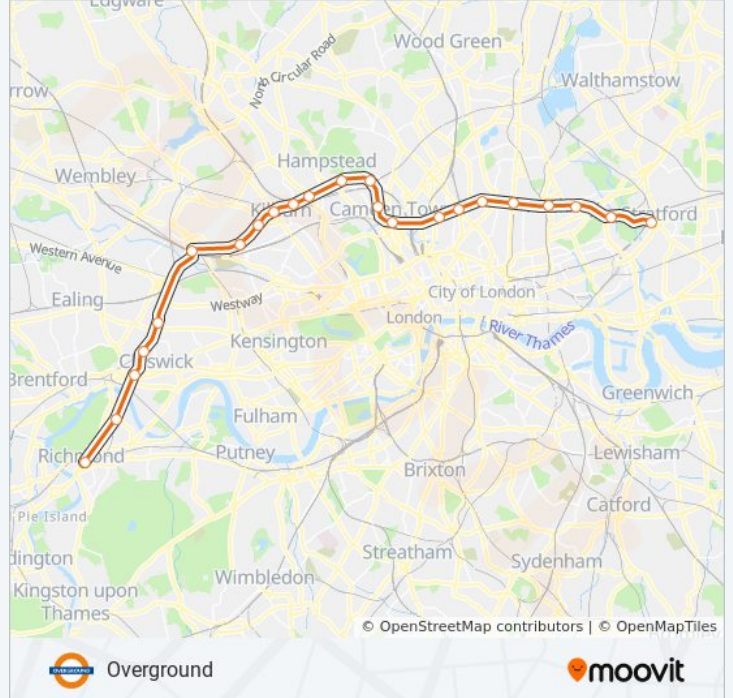 Edgware
Wood Green
North Circular Road
Walthamstow
rrow
Hampstead
Wembley
Kilburn
Camden Town
Stratford
Western Avenue
Ealing
Westway
City of London
London
River Thames
Kensington
Chiswick
Brentford
Greenwich
Fulham
Richmond
Putney
Lewisham
Brixton
Catford
Pie Island
Streatham
dington
Sydenham
Wimbledon
Kingston upon
Thames
© OpenStreetMap contributors | © OpenMapTiles
OVERGROUND
Overground
moovit